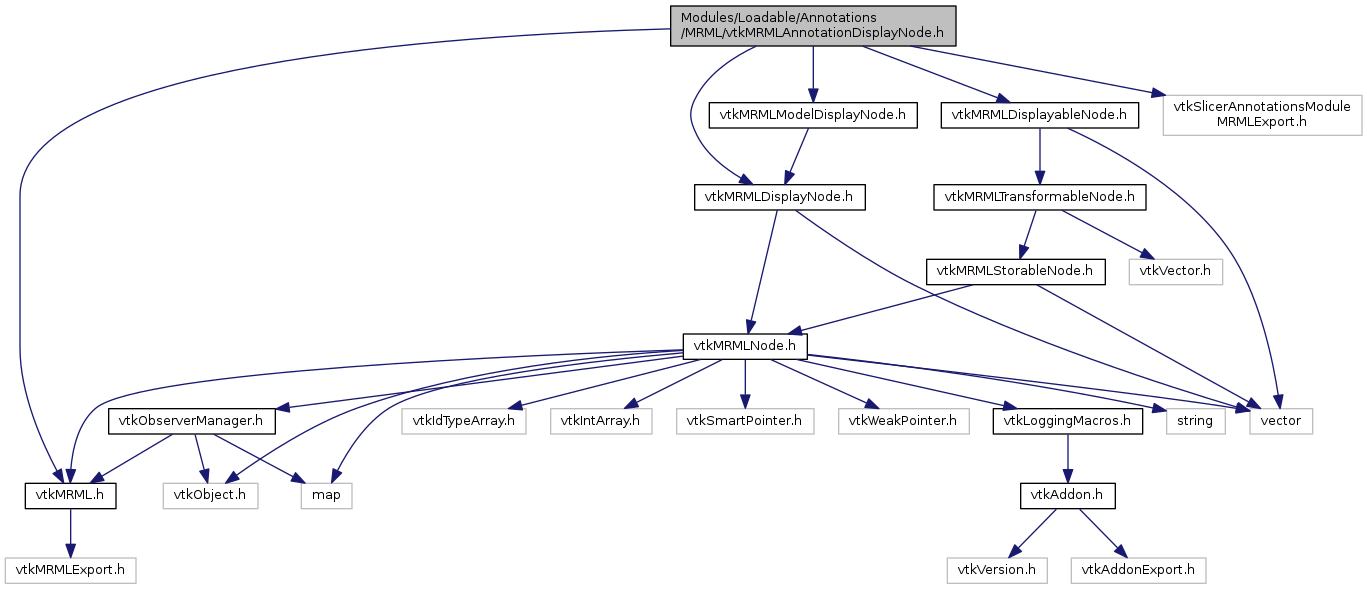 Modules/Loadable/Annotations
/MRML/vtkMRMLAnnotationDisplayNode.h
vtkSlicerAnnotationsModule
MRMLExport.h
vtkMRMLModelDisplayNode.h
vtkMRMLDisplayableNode.h
vtkMRMLDisplayNode.h
vtkMRMLTransformableNode.h
vtkMRMLStorableNode.h
vtkVector.h
vtkMRMLNode.h
vtkObserverManager.h
vtkIdTypeArray.h
vtkIntArray.h
vtkSmartPointer.h
vtkWeakPointer.h
vtkLoggingMacros.h
string
vector
vtkMRML.h
vtkObject.h
map
vtkAddon.h
vtkMRMLExport.h
vtkVersion.h
vtkAddonExport.h